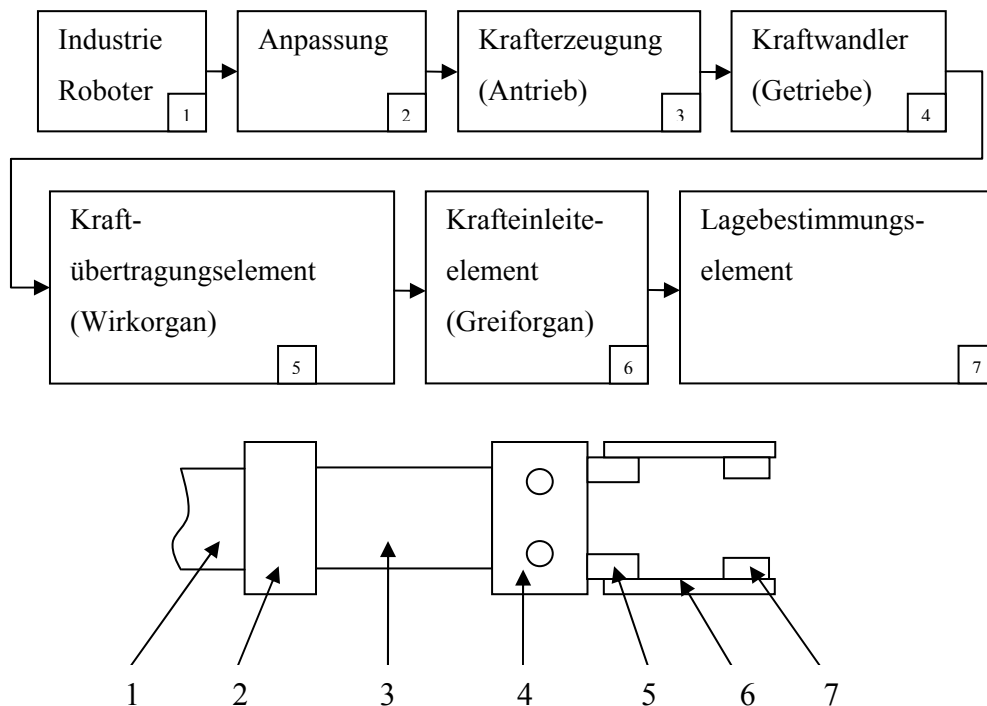 Industrie
Roboter
1
Anpassung
2
Krafterzeugung
(Antrieb)
3
Kraftwandler
(Getriebe)
4
Kraft-
übertragungselement
(Wirkorgan)
5
Krafteinleite-
element
(Greiforgan)
6
Lagebestimmungs-
element
7
1 2 3 4 5 6 7